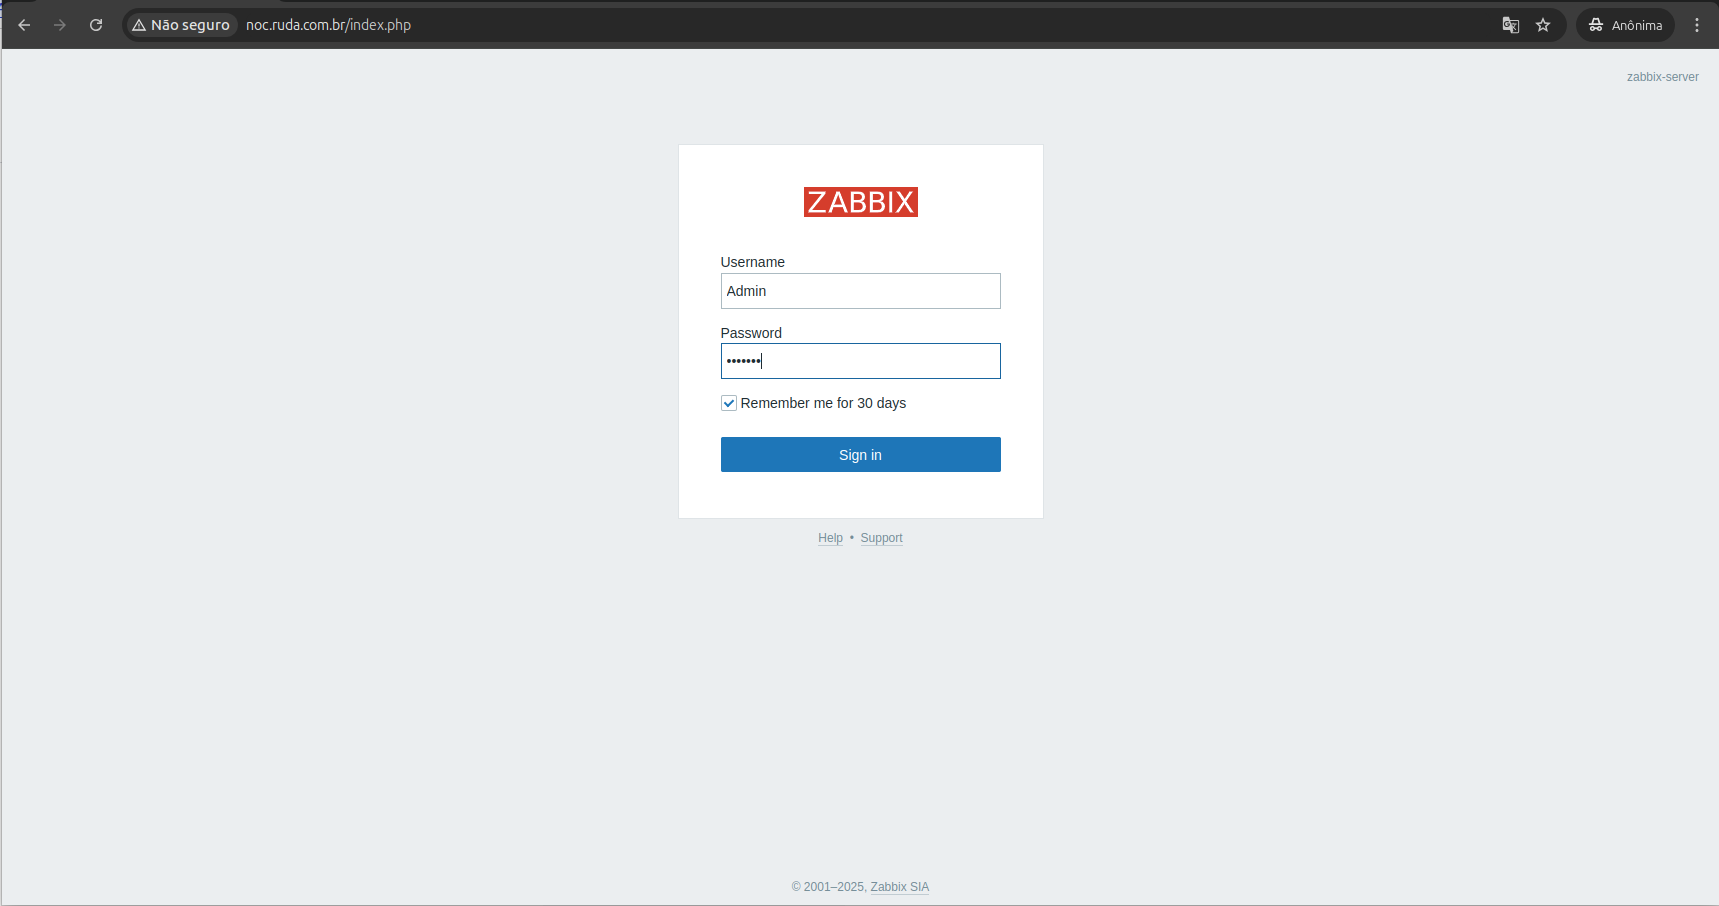 Não seguro noc.ruda.com.br/index.php Anônima
zabbix-server
ZABBIX
Username
Admin
Password
•••••••
Remember me for 30 days
Sign in
Help • Support
© 2001–2025, Zabbix SIA